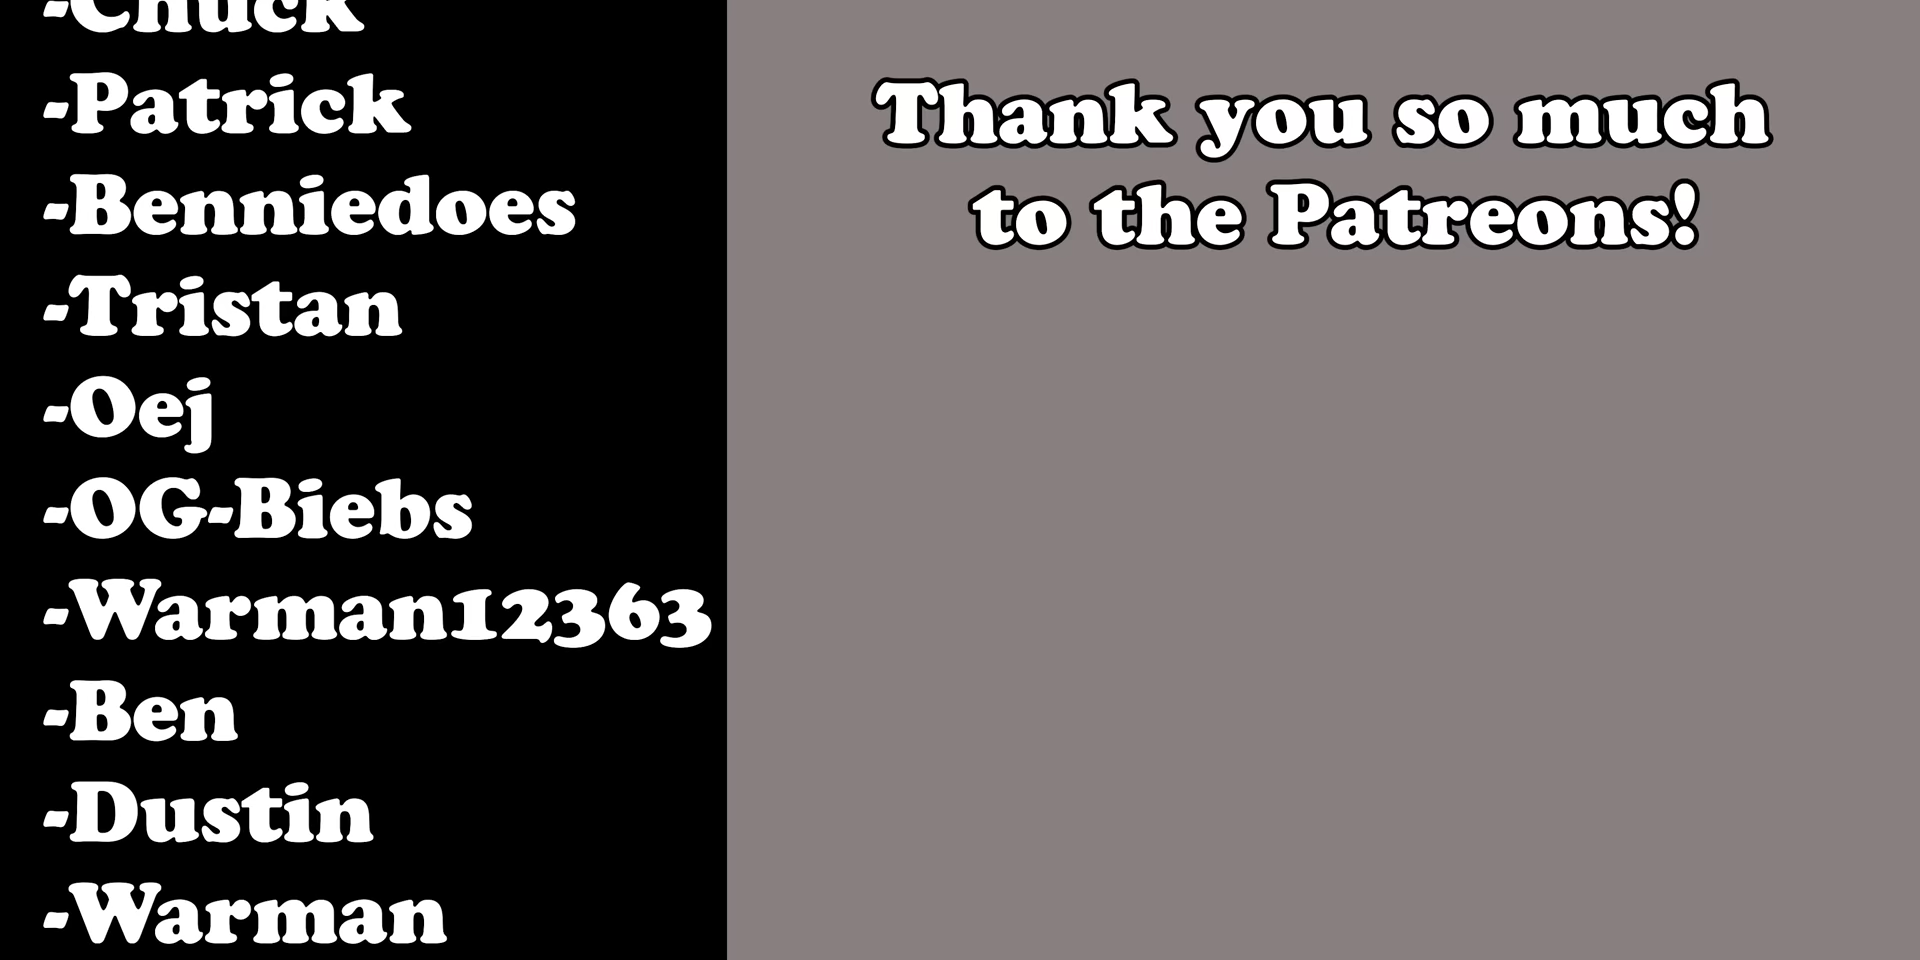 -Chuck
-Patrick
-Benniedoes
-Tristan
-Oej
-OG-Biebs
-Warman12363
-Ben
-Dustin
-Warman
Thank you so much
to the Patreons!